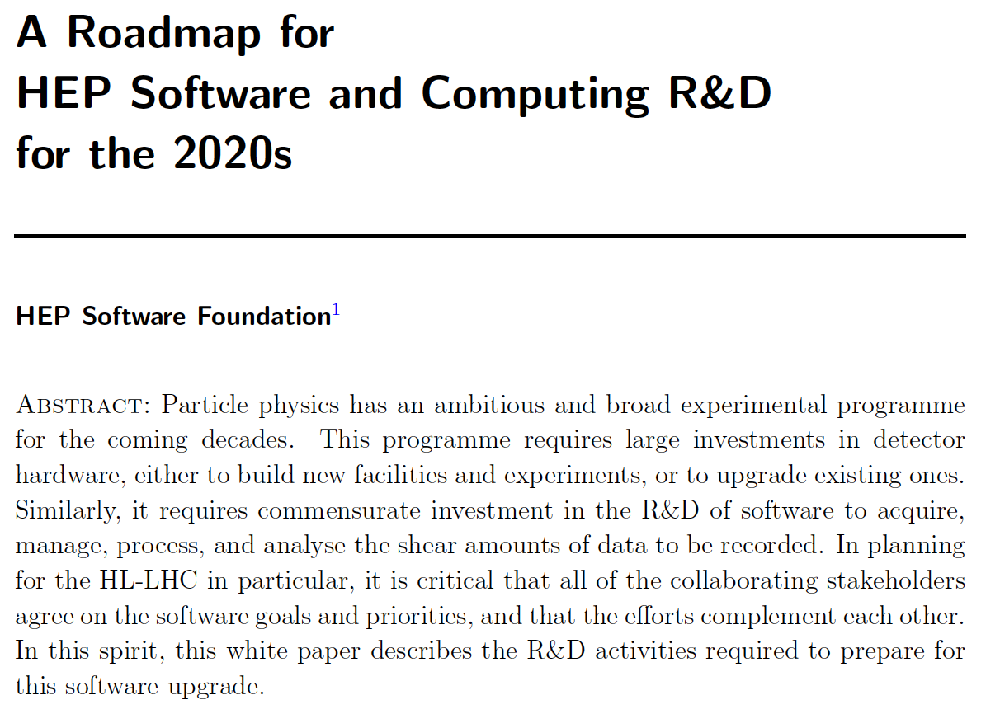 A Roadmap for
HEP Software and Computing R&D
for the 2020s
HEP Software Foundation1
Abstract: Particle physics has an ambitious and broad experimental programme
for the coming decades. This programme requires large investments in detector
hardware, either to build new facilities and experiments, or to upgrade existing ones.
Similarly, it requires commensurate investment in the R&D of software to acquire,
manage, process, and analyse the shear amounts of data to be recorded. In planning
for the HL-LHC in particular, it is critical that all of the collaborating stakeholders
agree on the software goals and priorities, and that the efforts complement each other.
In this spirit, this white paper describes the R&D activities required to prepare for
this software upgrade.